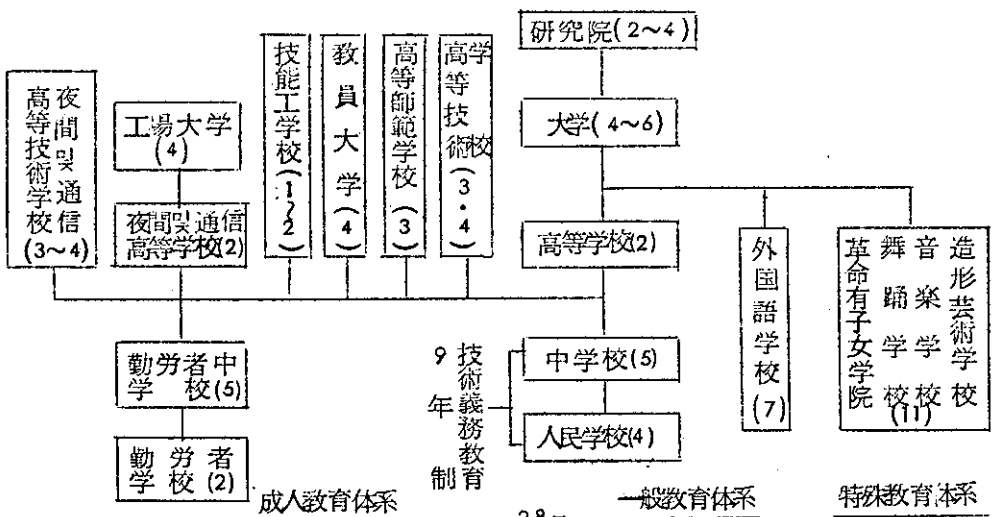 研究院(2～4)
大学(4～6)
高等学校(2)
中学校(5)
人民学校(4)
9年制
技術義務教育
夜間및通信
高等技術学校
(3～4)
工場大学
(4)
夜間및通信
高等学校(2)
勤労者中
学校(5)
勤労者
学校(2)
技能工学校(1～2)
教員大学(4)
高等師範学校(3)
高等技術学校(3・4)
外国語学校(7)
革命有子女学院
舞踊学校
音楽学校
造形芸術学校
(11)
成人教育体系
一般教育体系
特殊教育体系